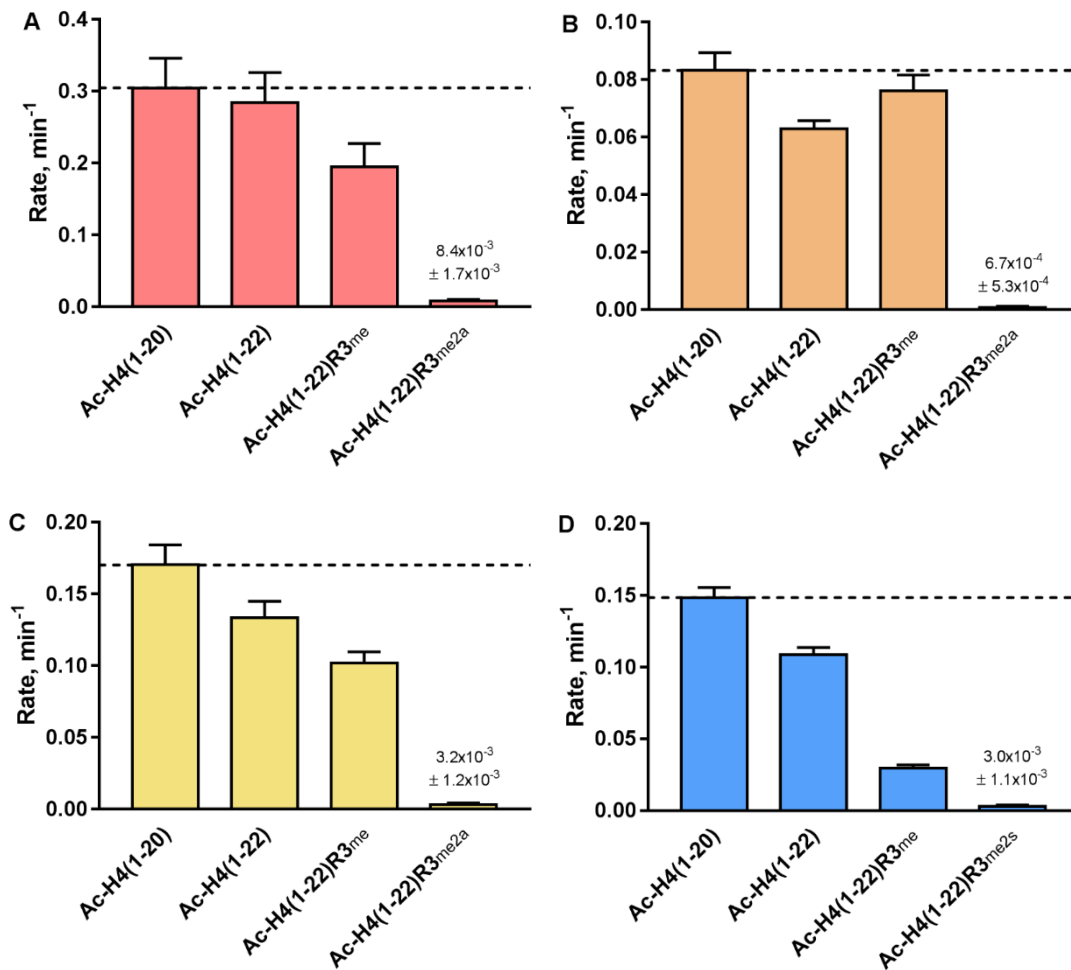 A
Rate, min-1
0.4
0.3
0.2
0.1
0.0
8.4x10-3
± 1.7x10-3
Ac-H4(1-20)
Ac-H4(1-22)
Ac-H4(1-22)R3me
Ac-H4(1-22)R3me2a
B
Rate, min-1
0.10
0.08
0.06
0.04
0.02
0.00
6.7x10-4
± 5.3x10-4
Ac-H4(1-20)
Ac-H4(1-22)
Ac-H4(1-22)R3me
Ac-H4(1-22)R3me2a
C
Rate, min-1
0.20
0.15
0.10
0.05
0.00
3.2x10-3
± 1.2x10-3
Ac-H4(1-20)
Ac-H4(1-22)
Ac-H4(1-22)R3me
Ac-H4(1-22)R3me2a
D
Rate, min-1
0.20
0.15
0.10
0.05
0.00
3.0x10-3
± 1.1x10-3
Ac-H4(1-20)
Ac-H4(1-22)
Ac-H4(1-22)R3me
Ac-H4(1-22)R3me2s